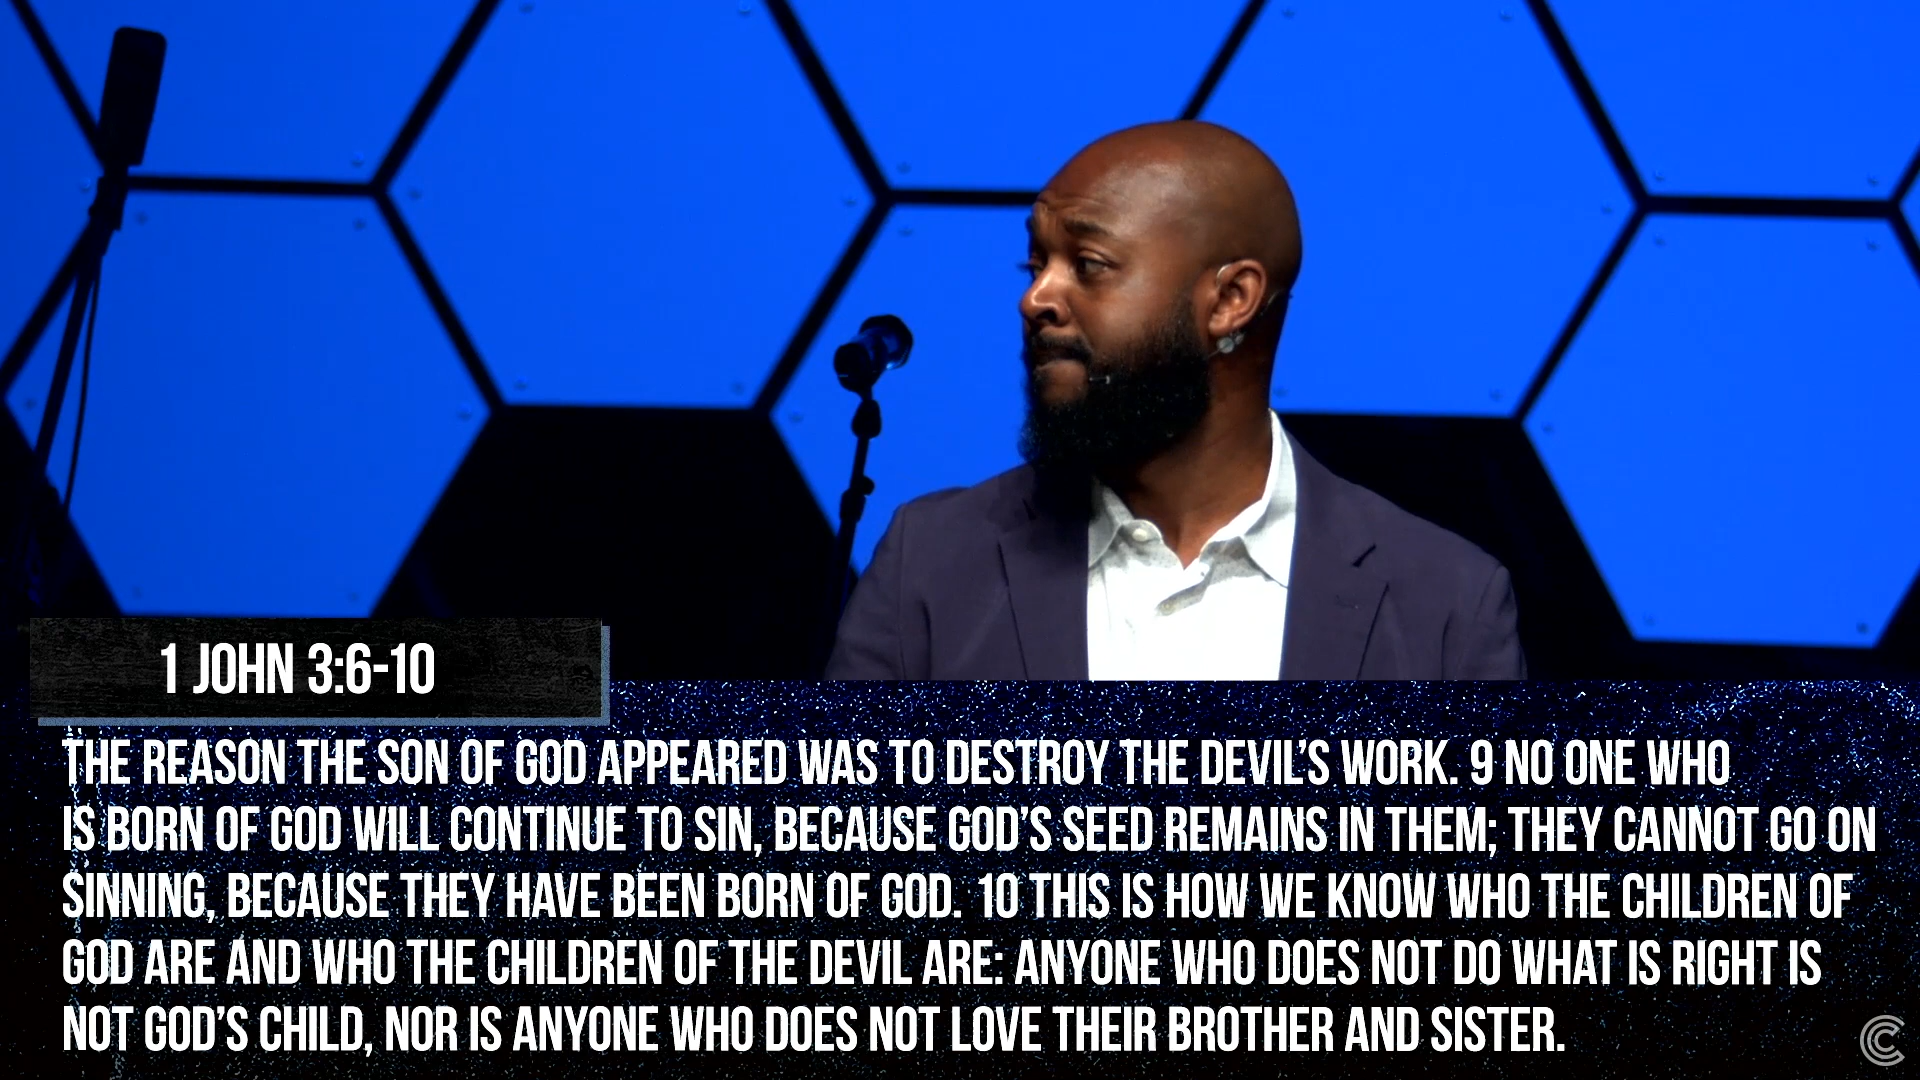 1 JOHN 3:6-10
THE REASON THE SON OF GOD APPEARED WAS TO DESTROY THE DEVIL'S WORK. 9 NO ONE WHO
IS BORN OF GOD WILL CONTINUE TO SIN, BECAUSE GOD'S SEED REMAINS IN THEM; THEY CANNOT GO ON
SINNING, BECAUSE THEY HAVE BEEN BORN OF GOD. 10 THIS IS HOW WE KNOW WHO THE CHILDREN OF
GOD ARE AND WHO THE CHILDREN OF THE DEVIL ARE: ANYONE WHO DOES NOT DO WHAT IS RIGHT IS
NOT GOD'S CHILD, NOR IS ANYONE WHO DOES NOT LOVE THEIR BROTHER AND SISTER.